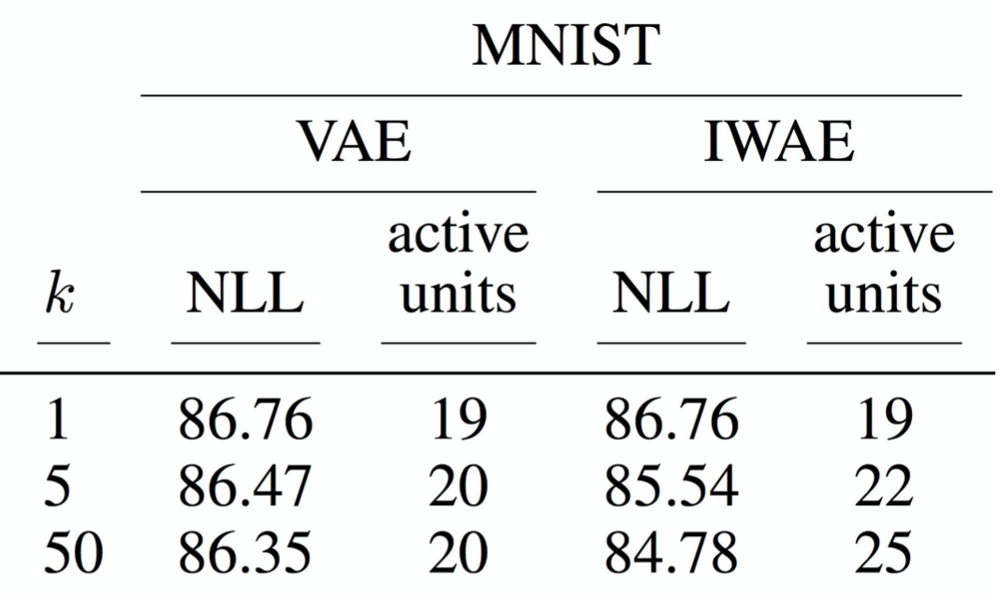 MNIST
VAE IWAE
active active
k NLL units NLL units
1 86.76 19 86.76 19
5 86.47 20 85.54 22
50 86.35 20 84.78 25